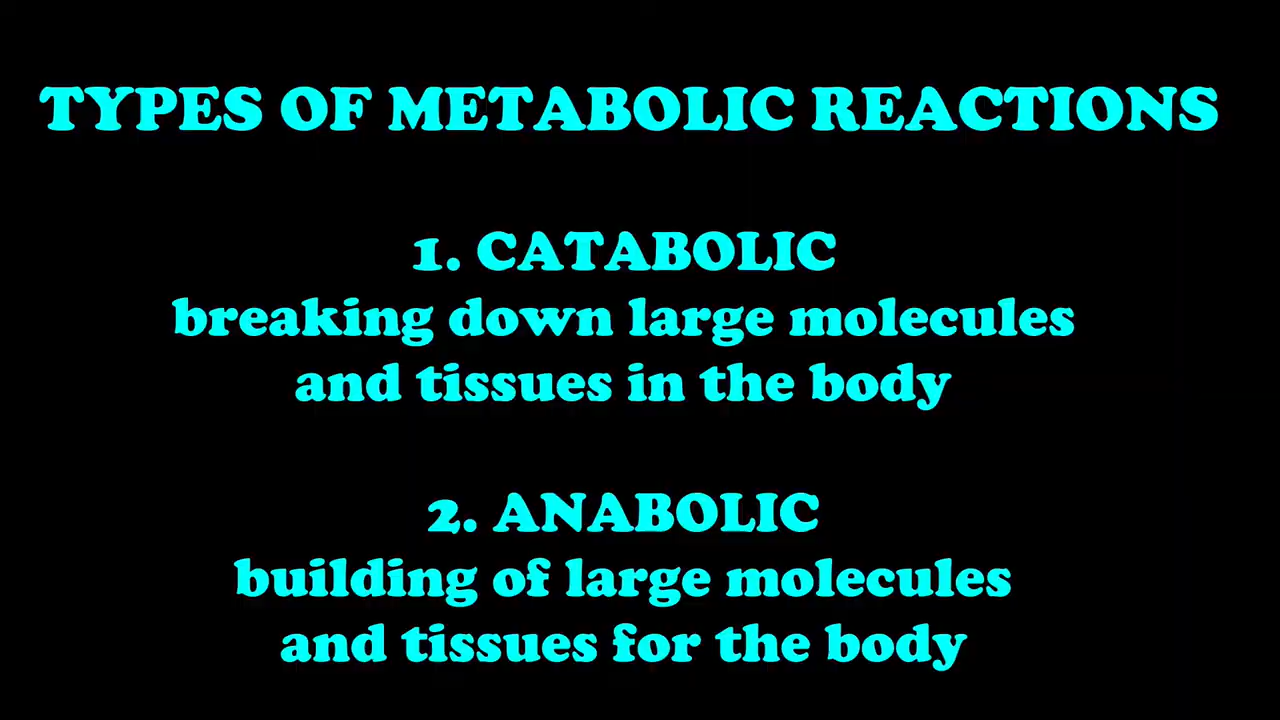 TYPES OF METABOLIC REACTIONS
1. CATABOLIC
breaking down large molecules
and tissues in the body
2. ANABOLIC
building of large molecules
and tissues for the body